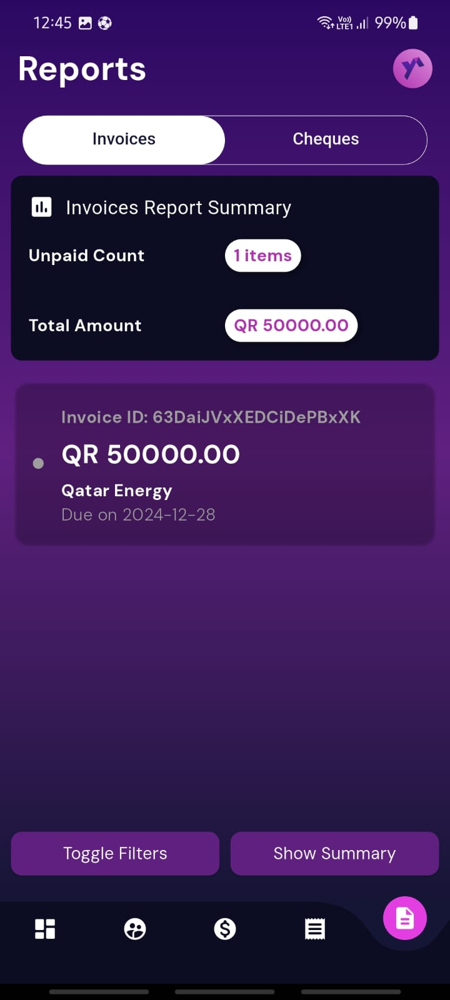 12:45 Vo)) LTE1 99%
Reports
Invoices Cheques
Invoices Report Summary
Unpaid Count 1 items
Total Amount QR 50000.00
Invoice ID: 63DaiJVxXEDCiDePBxXK
QR 50000.00
Qatar Energy
Due on 2024-12-28
Toggle Filters Show Summary